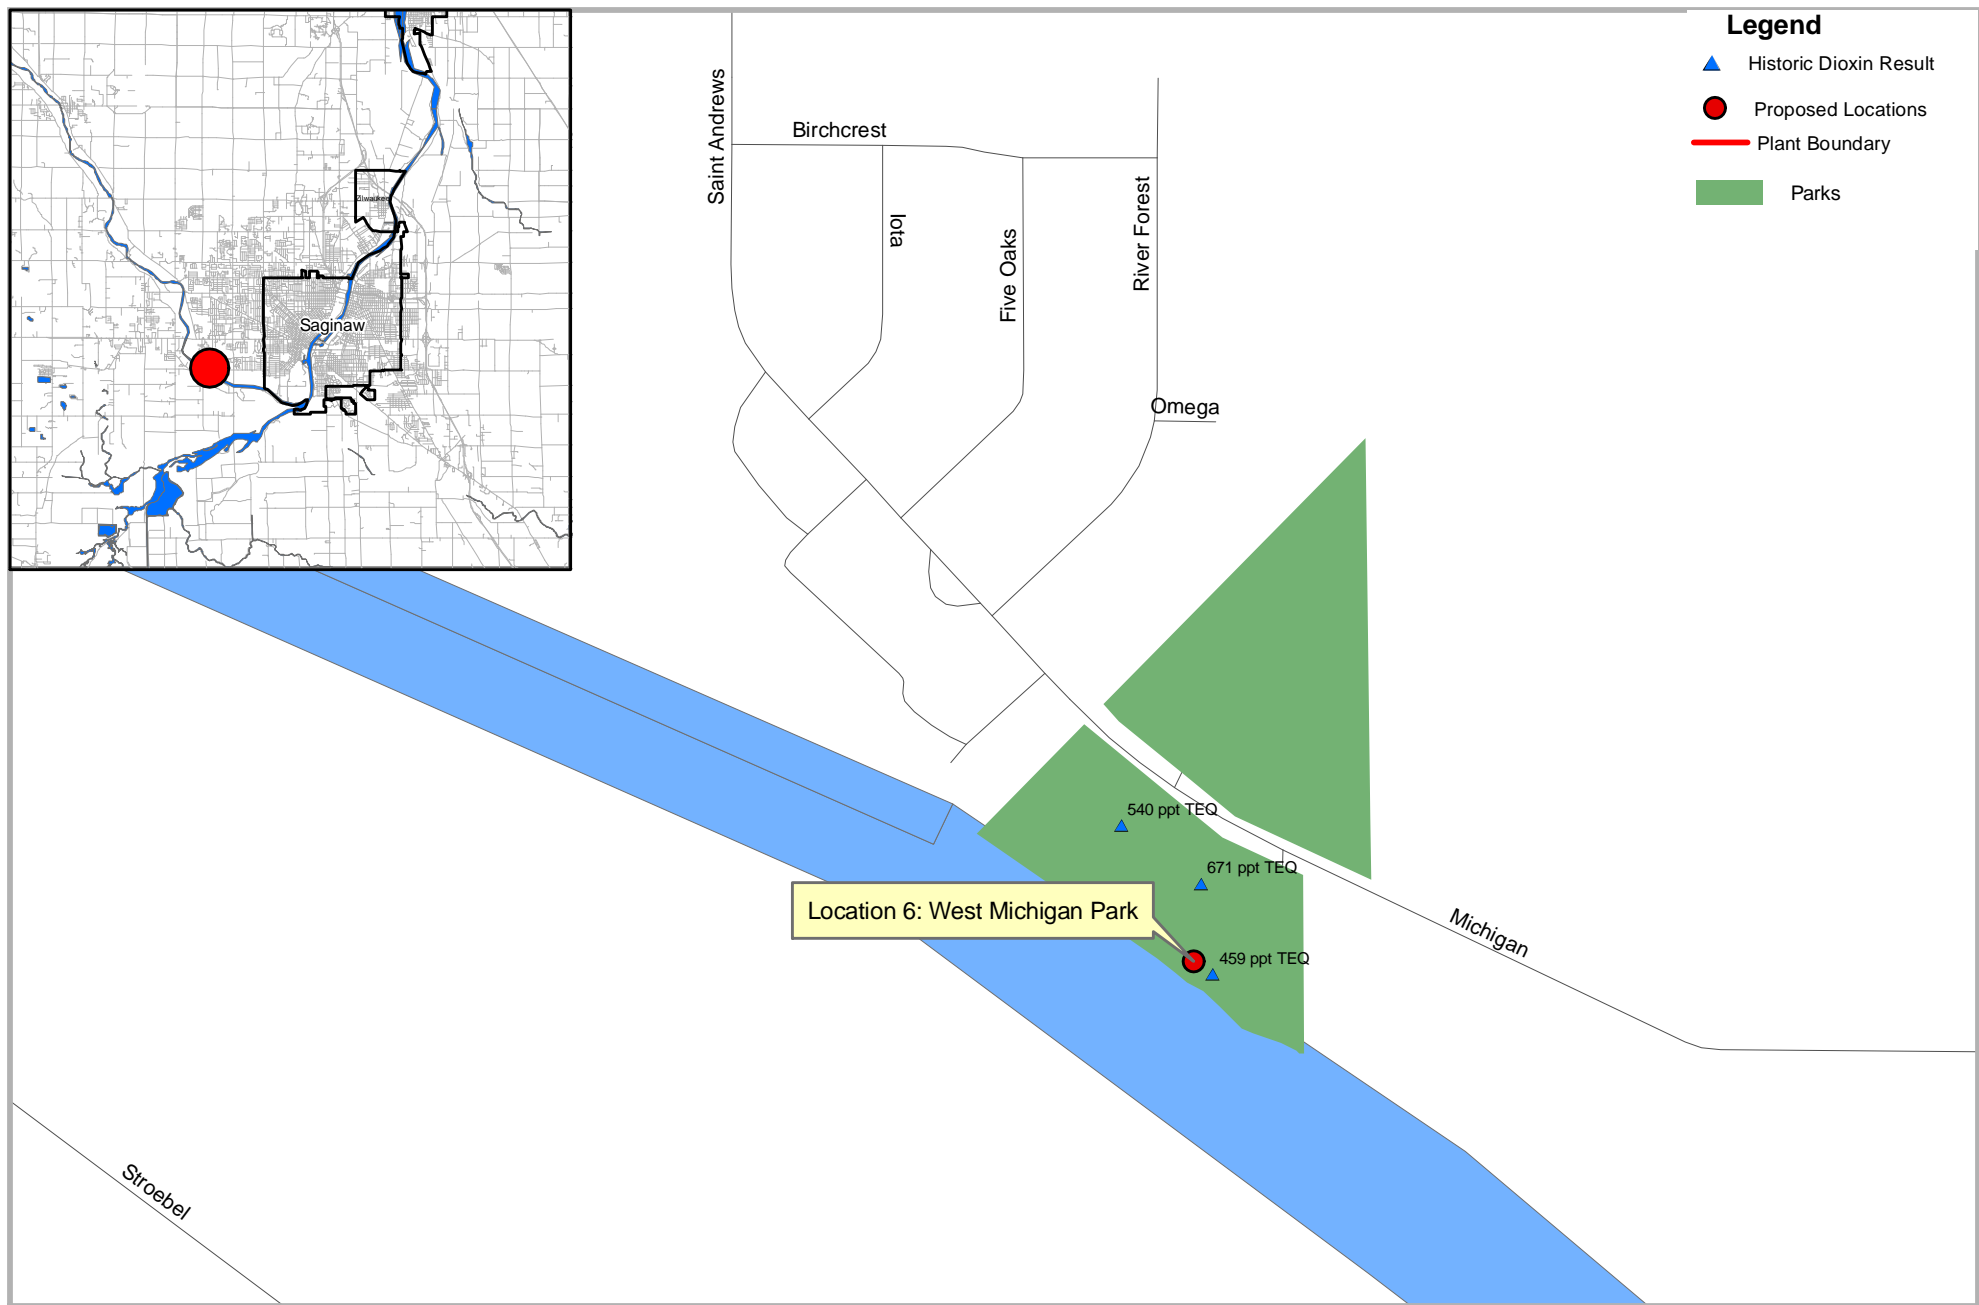 Legend
Historic Dioxin Result
Proposed Locations
Plant Boundary
Parks
Zilwaukee
Saginaw
Saint Andrews
Birchcrest
Iota
Five Oaks
River Forest
Omega
540 ppt TEQ
671 ppt TEQ
Location 6: West Michigan Park
459 ppt TEQ
Michigan
Stroebel